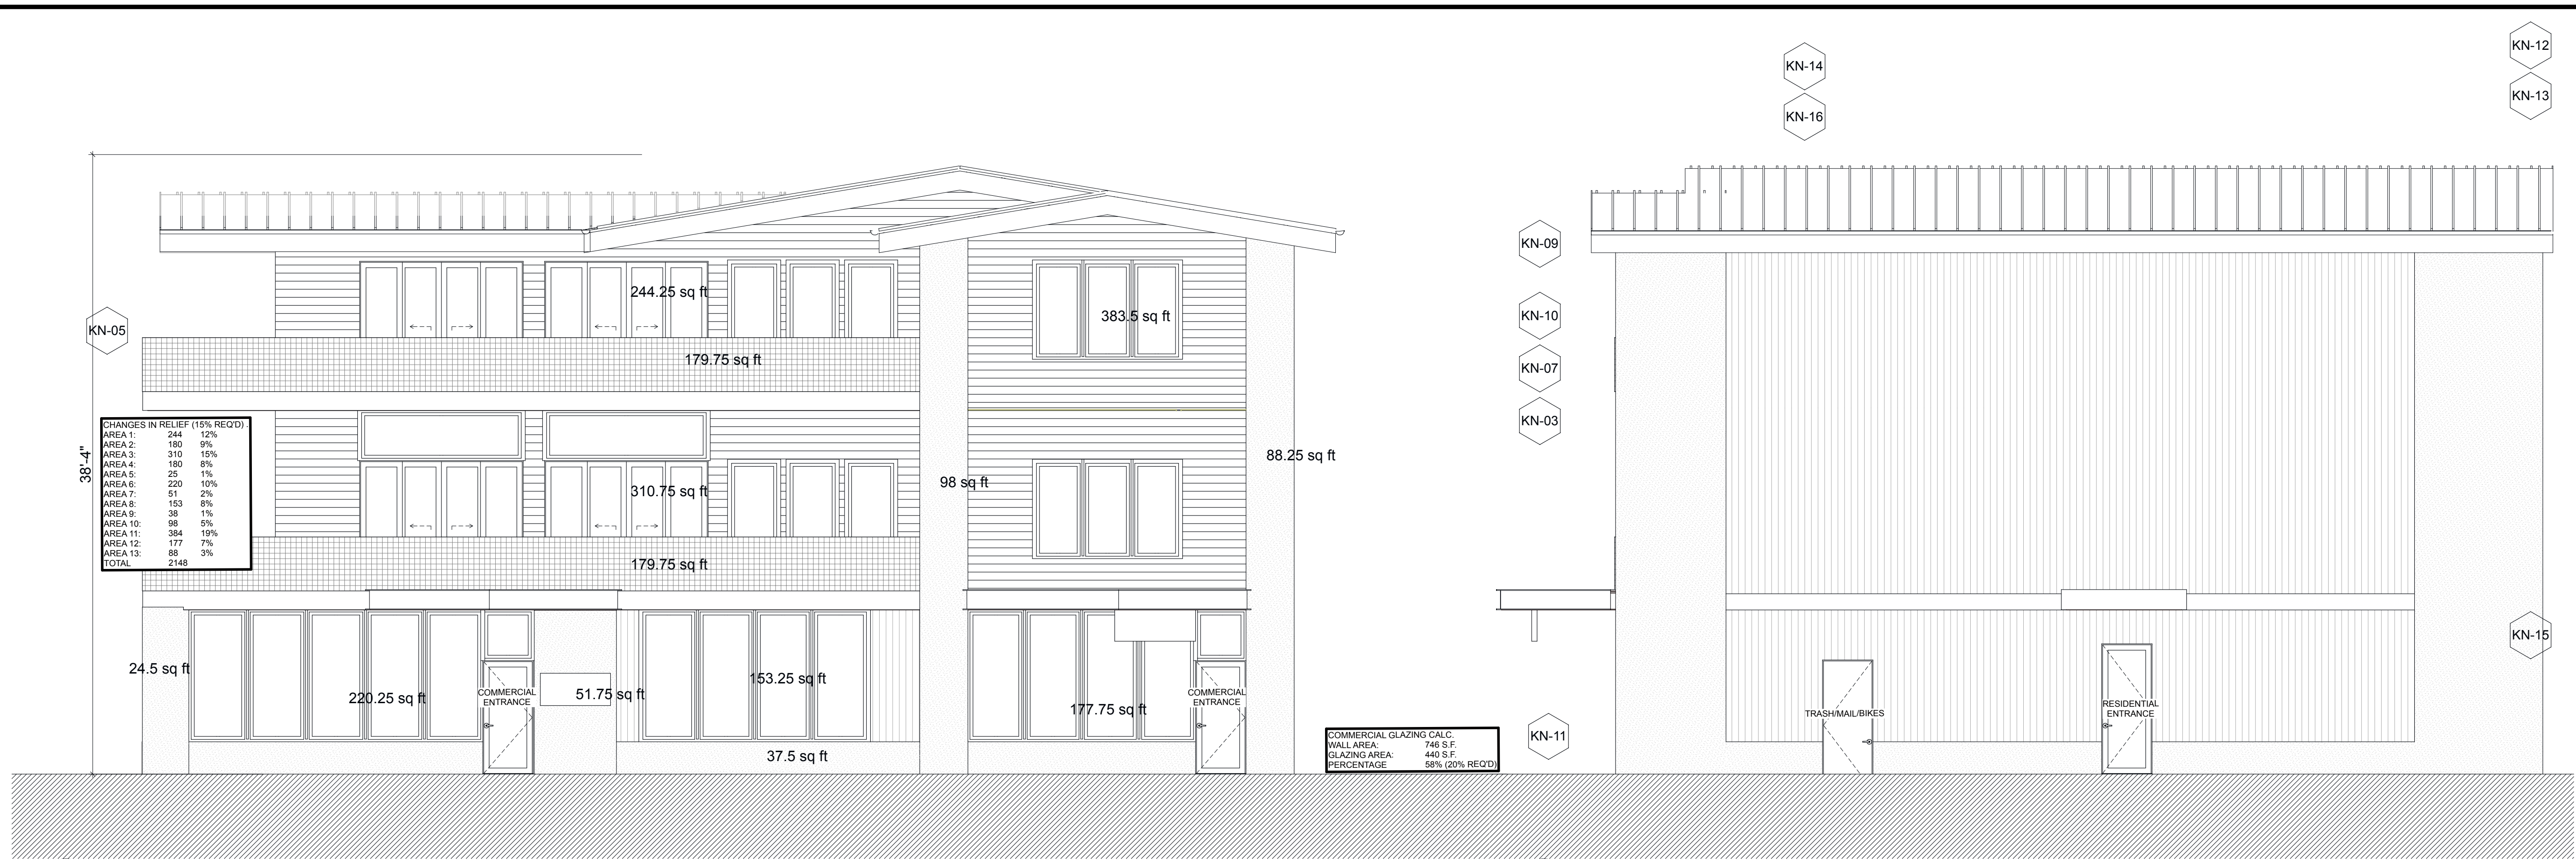 KN-12
KN-14
KN-13
KN-16
KN-09
244.25 sq ft
KN-10
383.5 sq ft
KN-05
179.75 sq ft
KN-07
KN-03
CHANGES IN RELIEF (15% REQ'D) .
AREA 1: 244 12%
AREA 2: 180 9%
AREA 3: 310 15%
AREA 4: 180 8%
AREA 5: 25 1%
AREA 6: 220 10%
AREA 7: 51 2%
AREA 8: 153 8%
AREA 9: 38 1%
AREA 10: 98 5%
AREA 11: 384 19%
AREA 12: 177 7%
AREA 13: 88 3%
TOTAL 2148
38'-4"
88.25 sq ft
98 sq ft
310.75 sq ft
179.75 sq ft
KN-15
24.5 sq ft
153.25 sq ft
220.25 sq ft
COMMERCIAL
ENTRANCE
51.75 sq ft
COMMERCIAL
ENTRANCE
177.75 sq ft
TRASH/MAIL/BIKES
RESIDENTIAL
ENTRANCE
37.5 sq ft
COMMERCIAL GLAZING CALC.
WALL AREA: 746 S.F.
GLAZING AREA: 440 S.F.
PERCENTAGE 58% (20% REQ'D)
KN-11